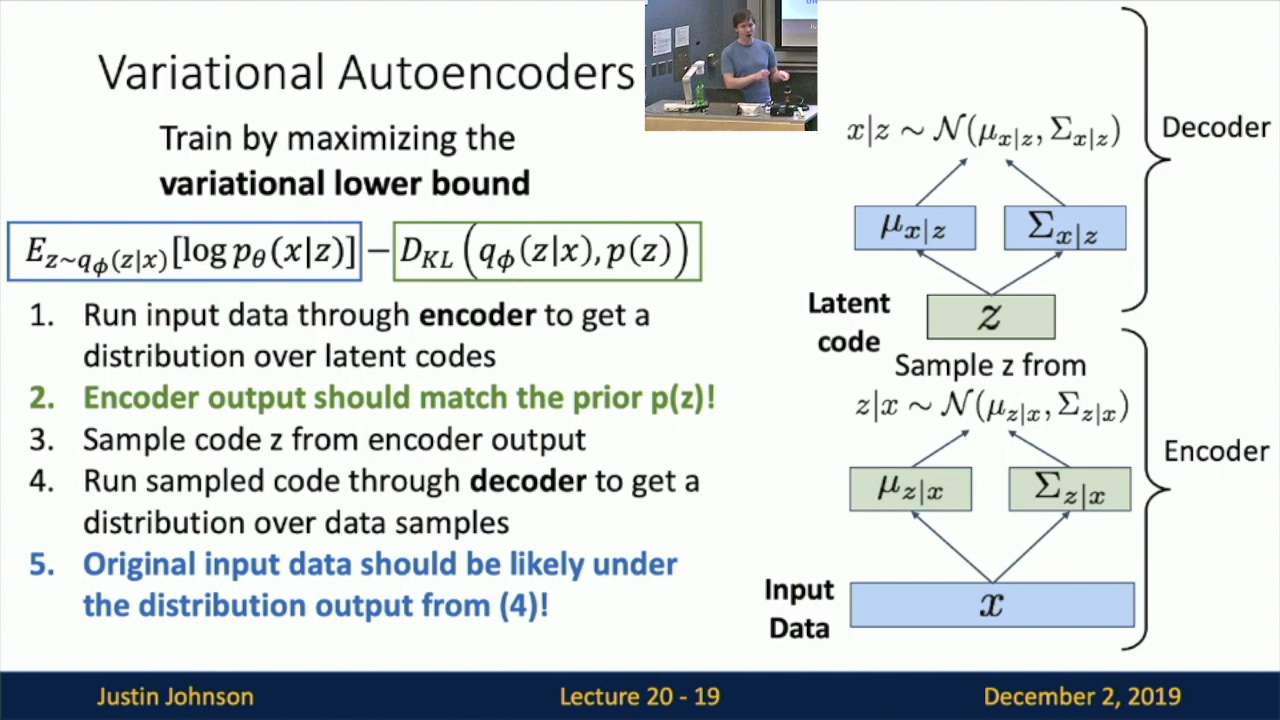 Variational Autoencoders
Train by maximizing the
variational lower bound
E_{z~q_ϕ(z|x)}[log p_θ(x|z)] − D_{KL}(q_ϕ(z|x), p(z))
1. Run input data through encoder to get a
distribution over latent codes
2. Encoder output should match the prior p(z)!
3. Sample code z from encoder output
4. Run sampled code through decoder to get a
distribution over data samples
5. Original input data should be likely under
the distribution output from (4)!
x|z ∼ 𝒩(μ_{x|z}, Σ_{x|z})
Decoder
μ_{x|z} Σ_{x|z}
Latent
code
z
Sample z from
z|x ∼ 𝒩(μ_{z|x}, Σ_{z|x})
Encoder
μ_{z|x} Σ_{z|x}
Input
Data
x
Justin Johnson
Lecture 20 - 19
December 2, 2019